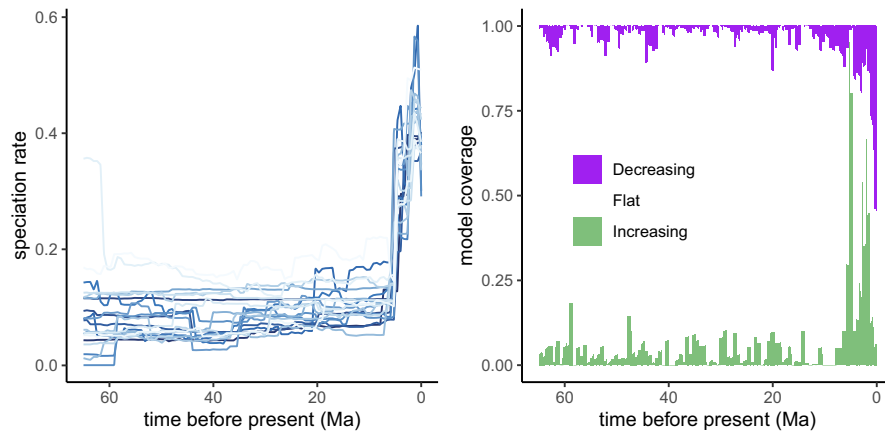 0.6
0.4
0.2
0.0
speciation rate
60
40
20
0
time before present (Ma)
1.00
0.75
0.50
0.25
0.00
model coverage
Decreasing
Flat
Increasing
60
40
20
0
time before present (Ma)